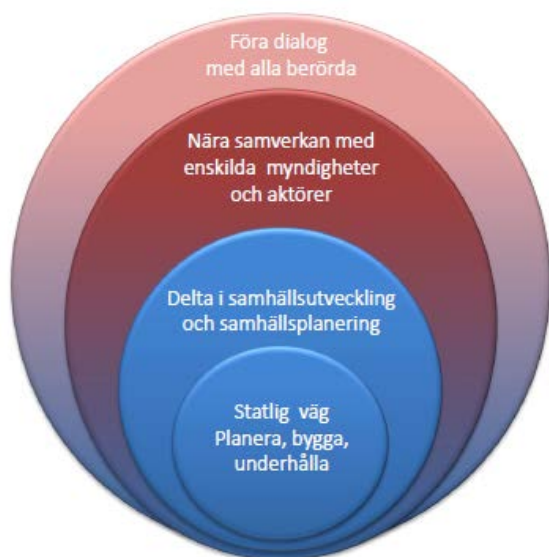 Föra dialog
med alla berörda
Nära samverkan med
enskilda myndigheter
och aktörer
Delta i samhällsutveckling
och samhällsplanering
Statlig väg
Planera, bygga,
underhålla